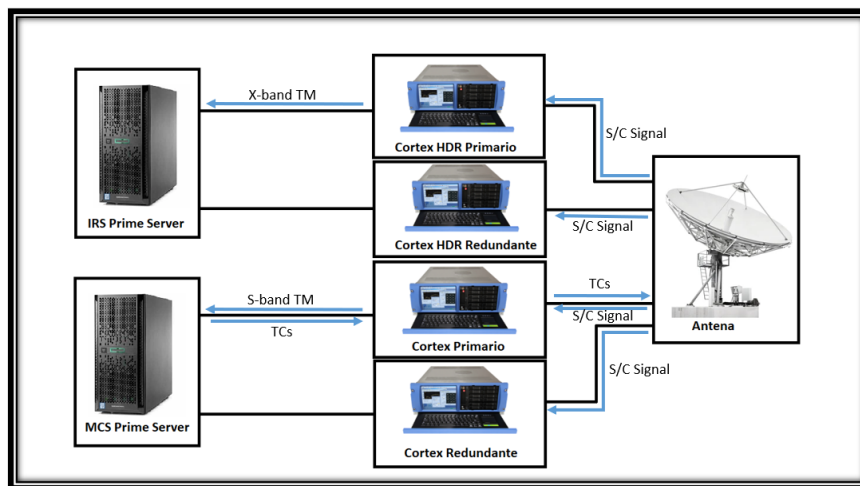 X-band TM
Cortex HDR Primario
S/C Signal
IRS Prime Server
Cortex HDR Redundante
S/C Signal
S-band TM
TCs
Cortex Primario
TCs
S/C Signal
Antena
MCS Prime Server
S/C Signal
Cortex Redundante